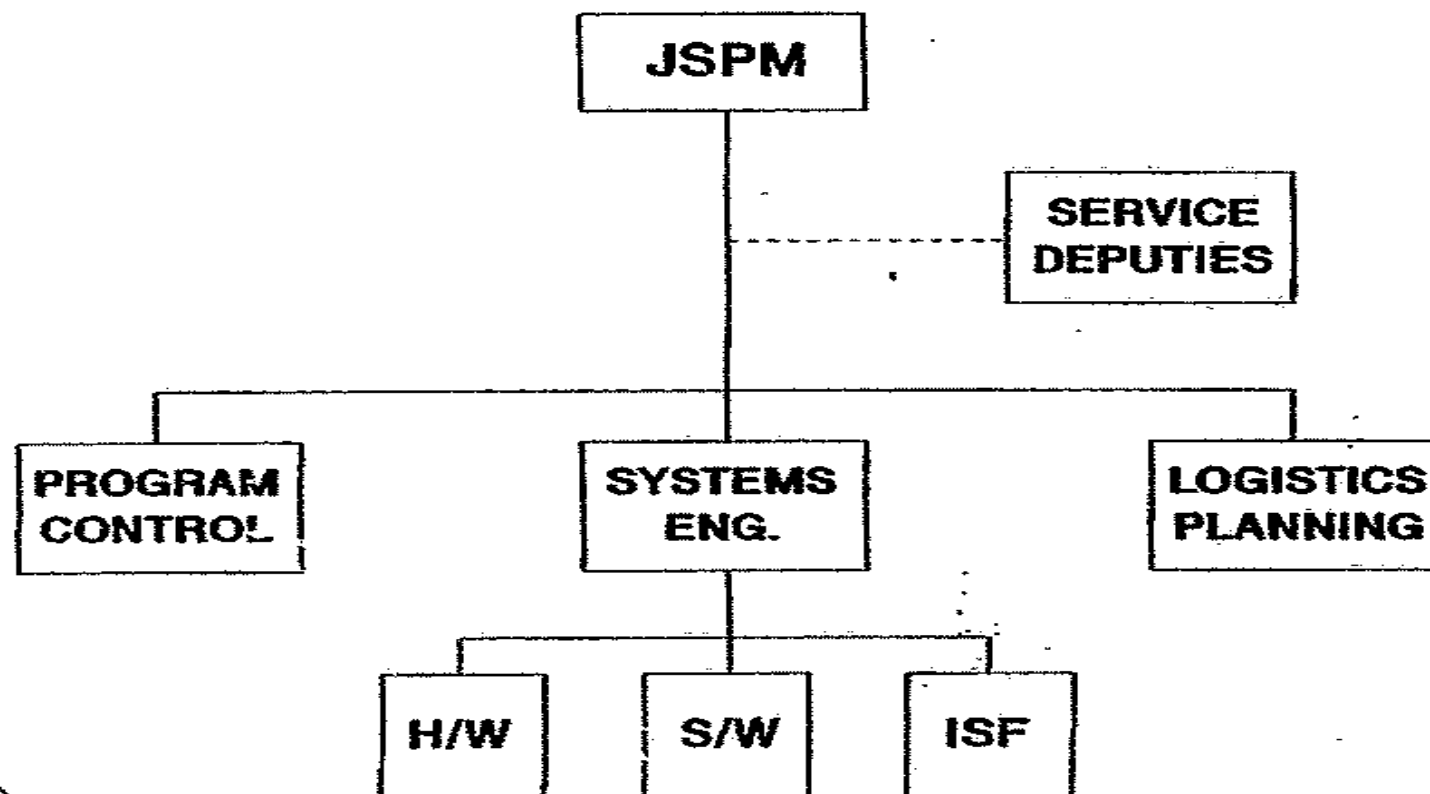 JSPM
SERVICE
DEPUTIES
PROGRAM
CONTROL
SYSTEMS
ENG.
LOGISTICS
PLANNING
H/W
S/W
ISF